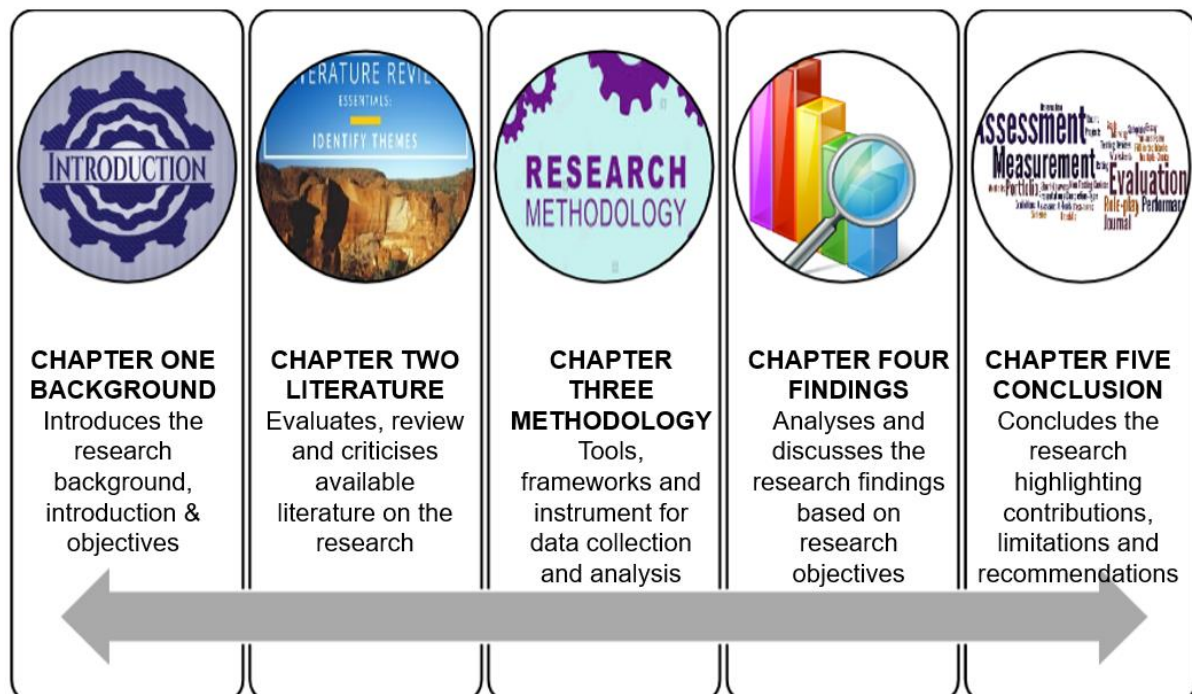 INTRODUCTION
LITERATURE REVIEW
ESSENTIALS:
IDENTIFY THEMES
RESEARCH
METHODOLOGY
Assessment
Measurement
Portfolio
Evaluation
Role-play
Journal
CHAPTER ONE
BACKGROUND
Introduces the
research
background,
introduction &
objectives
CHAPTER TWO
LITERATURE
Evaluates, review
and criticises
available
literature on the
research
CHAPTER
THREE
METHODOLOGY
Tools,
frameworks and
instrument for
data collection
and analysis
CHAPTER FOUR
FINDINGS
Analyses and
discusses the
research findings
based on
research
objectives
CHAPTER FIVE
CONCLUSION
Concludes the
research
highlighting
contributions,
limitations and
recommendations